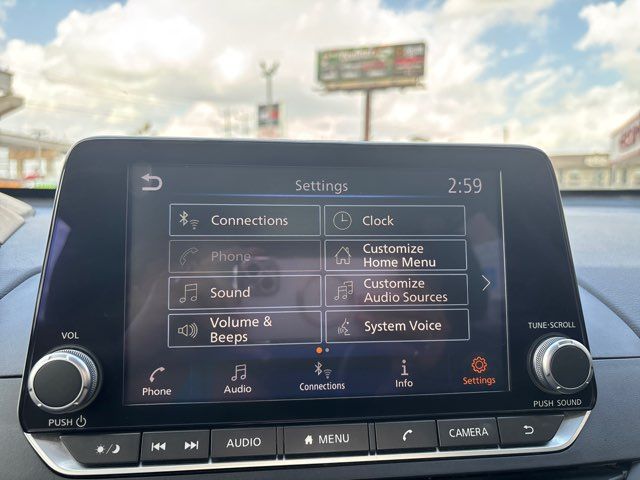 Settings
2:59
Connections
Clock
Phone
Customize
Home Menu
Sound
Customize
Audio Sources
Volume &
Beeps
System Voice
Phone
Audio
Connections
Info
Settings
VOL
PUSH
TUNE·SCROLL
PUSH SOUND
AUDIO
MENU
CAMERA